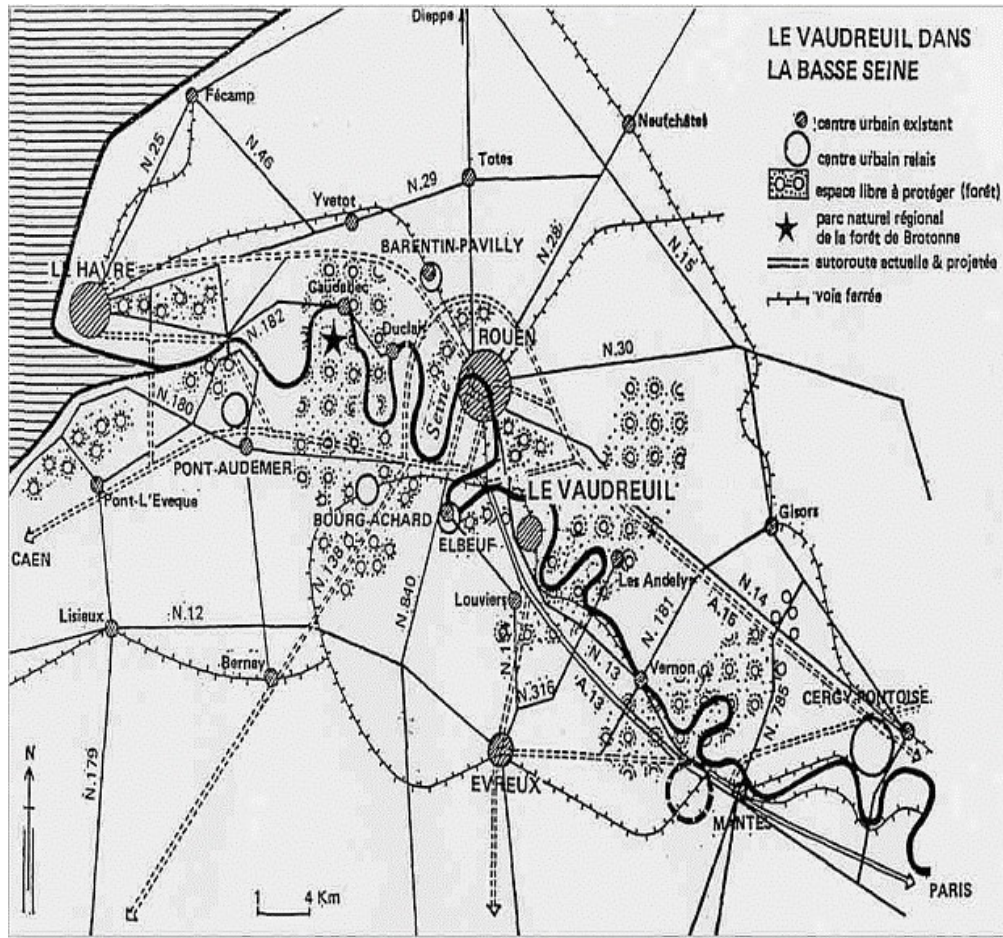 Dieppe
LE VAUDREUIL DANS
LA BASSE SEINE
centre urbain existant
centre urbain relais
espace libre à protéger (forêt)
parc naturel régional
de la forêt de Brotonne
autoroute actuelle & projetée
voie ferrée
Fécamp
Neufchâtel
N.25
N.46
Totes
N.29
Yvetot
N.28
N.15
BARENTIN-PAVILLY
LE HAVRE
Caudebec
N.182
Duclair
ROUEN
N.30
Seine
N.180
PONT-AUDEMER
Pont-L'Eveque
LE VAUDREUIL
BOURG-ACHARD
ELBEUF
Gisors
CAEN
N.138
Les Andelys
N.14
A.16
N.840
Louviers
N.181
Lisieux
N.12
N.13
A.13
Bernay
Vernon
N.316
CERGY-PONTOISE
N.179
EVREUX
N
MANTES
PARIS
1 4 Km